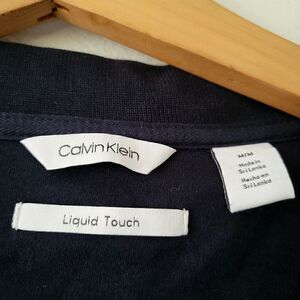 Calvin Klein
M/M
Made in
Sri Lanka
Hecho en
Sri Lanka
Liquid Touch